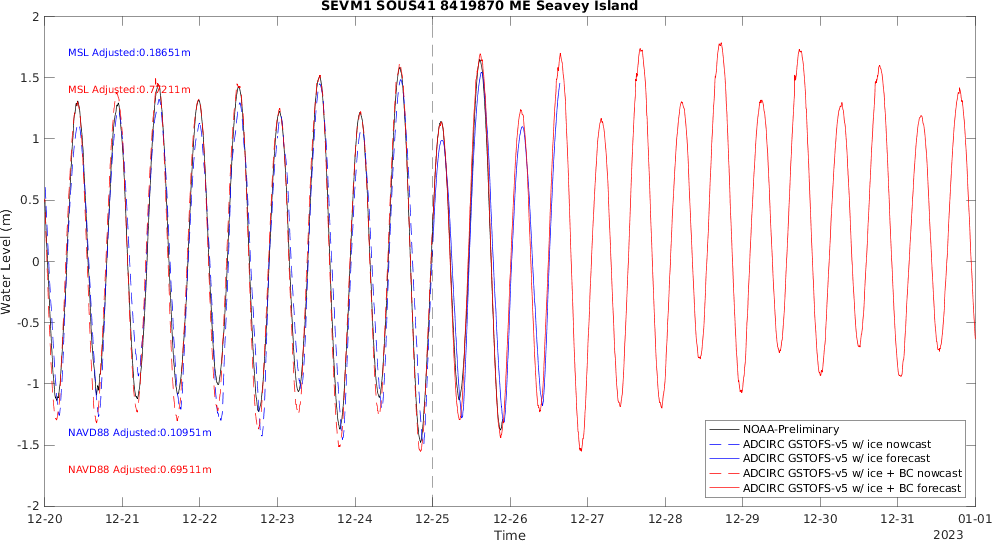 SEVM1 SOUS41 8419870 ME Seavey Island
2
1.5
1
0.5
0
-0.5
-1
-1.5
-2
Water Level (m)
MSL Adjusted:0.18651m
MSL Adjusted:0.77211m
NAVD88 Adjusted:0.10951m
NAVD88 Adjusted:0.69511m
NOAA-Preliminary
ADCIRC GSTOFS-v5 w/ ice nowcast
ADCIRC GSTOFS-v5 w/ ice forecast
ADCIRC GSTOFS-v5 w/ ice + BC nowcast
ADCIRC GSTOFS-v5 w/ ice + BC forecast
12-20 12-21 12-22 12-23 12-24 12-25 12-26 12-27 12-28 12-29 12-30 12-31 01-01
Time
2023